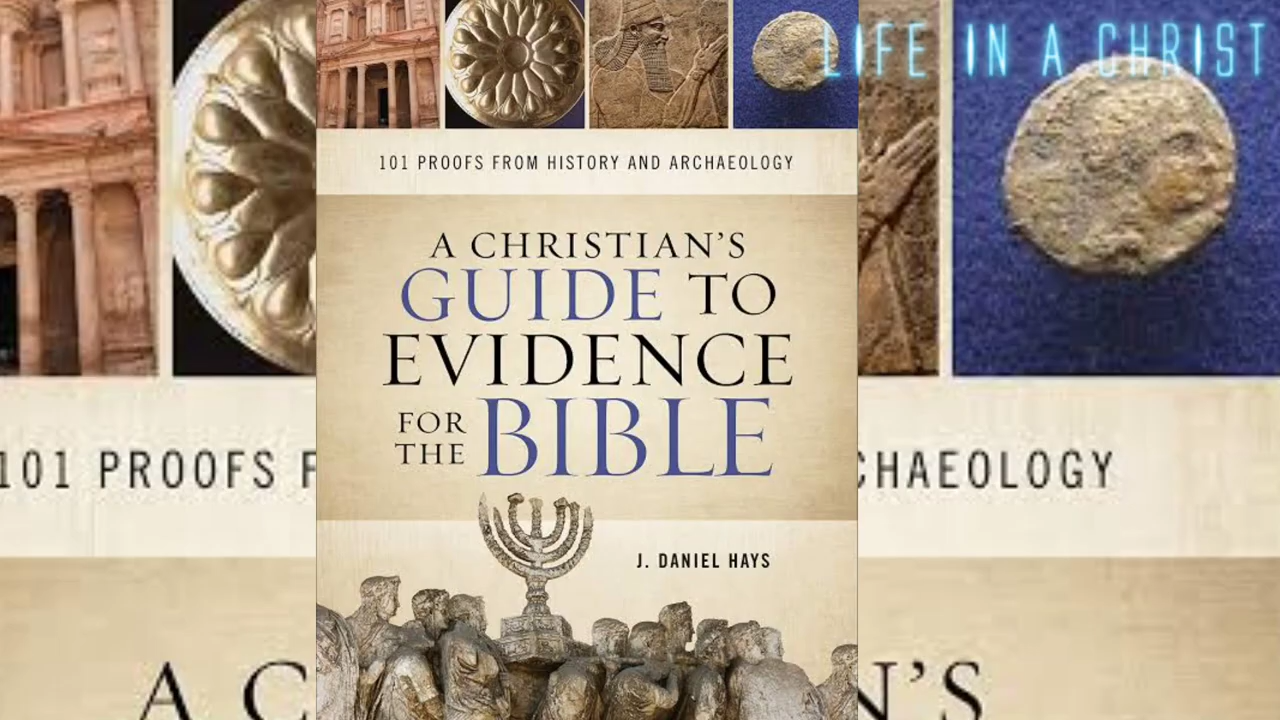 LIFE IN A CHRIST
101 PROOFS FROM HISTORY AND ARCHAEOLOGY
A CHRISTIAN'S
GUIDE TO
EVIDENCE
FOR
THE BIBLE
J. DANIEL HAYS
101 PROOFS F
CHAEOLOGY
A C
N'S